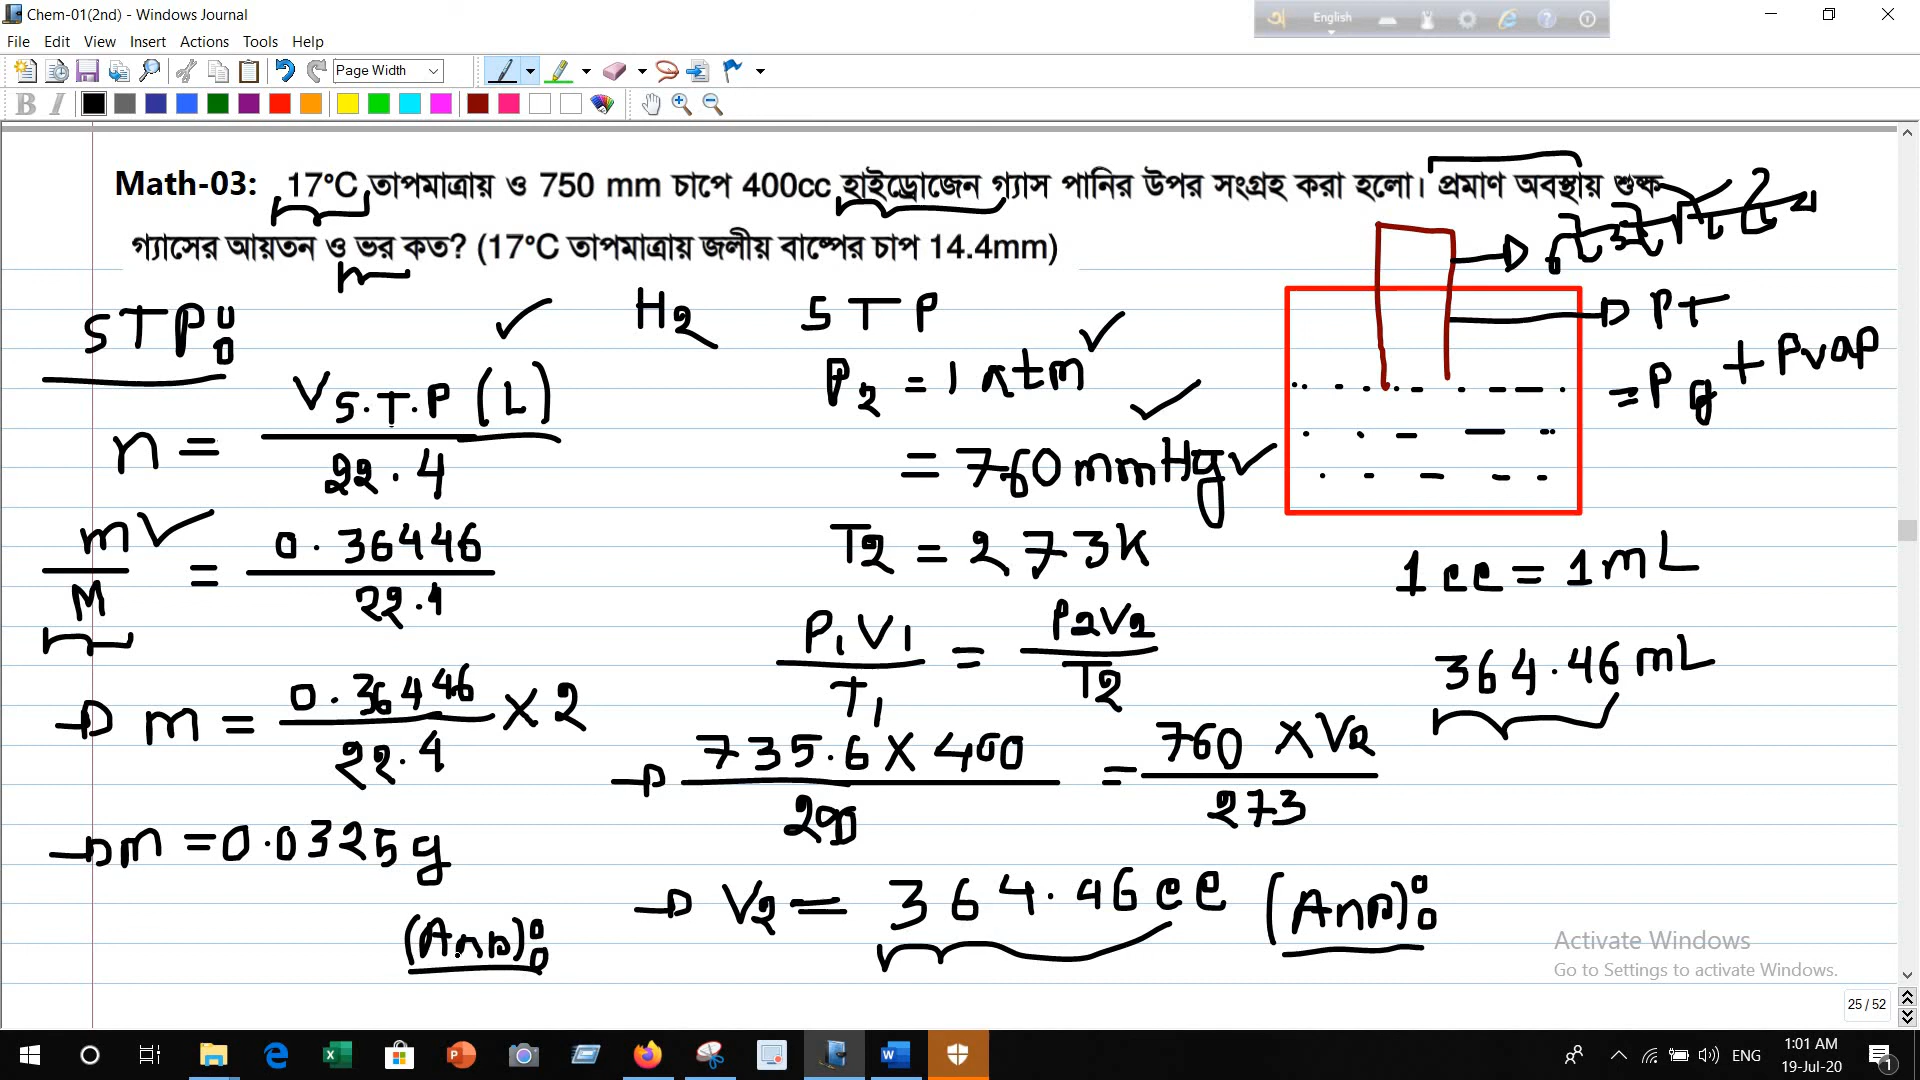 Chem-01(2nd) - Windows Journal
English
File Edit View Insert Actions Tools Help
Page Width
B I
Math-03: 17°C তাপমাত্রায় ও 750 mm চাপে 400cc হাইড্রোজেন গ্যাস পানির উপর সংগ্রহ করা হলো। প্রমাণ অবস্থায় শুষ্ক
গ্যাসের আয়তন ও ভর কত? (17°C তাপমাত্রায় জলীয় বাষ্পের চাপ 14.4mm)
STP:
n = V S.T.P (L) / 22.4
m / M = 0.36446 / 22.4
→ m = 0.36446 / 22.4 × 2
→ m = 0.0325 g
(Ans):
H2 STP
P2 = 1 atm
= 760 mmHg
T2 = 273K
P1V1 / T1 = P2V2 / T2
→ 735.6 × 400 / 290 = 760 × V2 / 273
→ V2 = 364.46 cc (Ans):
→ PT
= Pg + Pvap
1 cc = 1 mL
364.46 mL
Activate Windows
Go to Settings to activate Windows.
25 / 52
ENG
1:01 AM
19-Jul-20
1